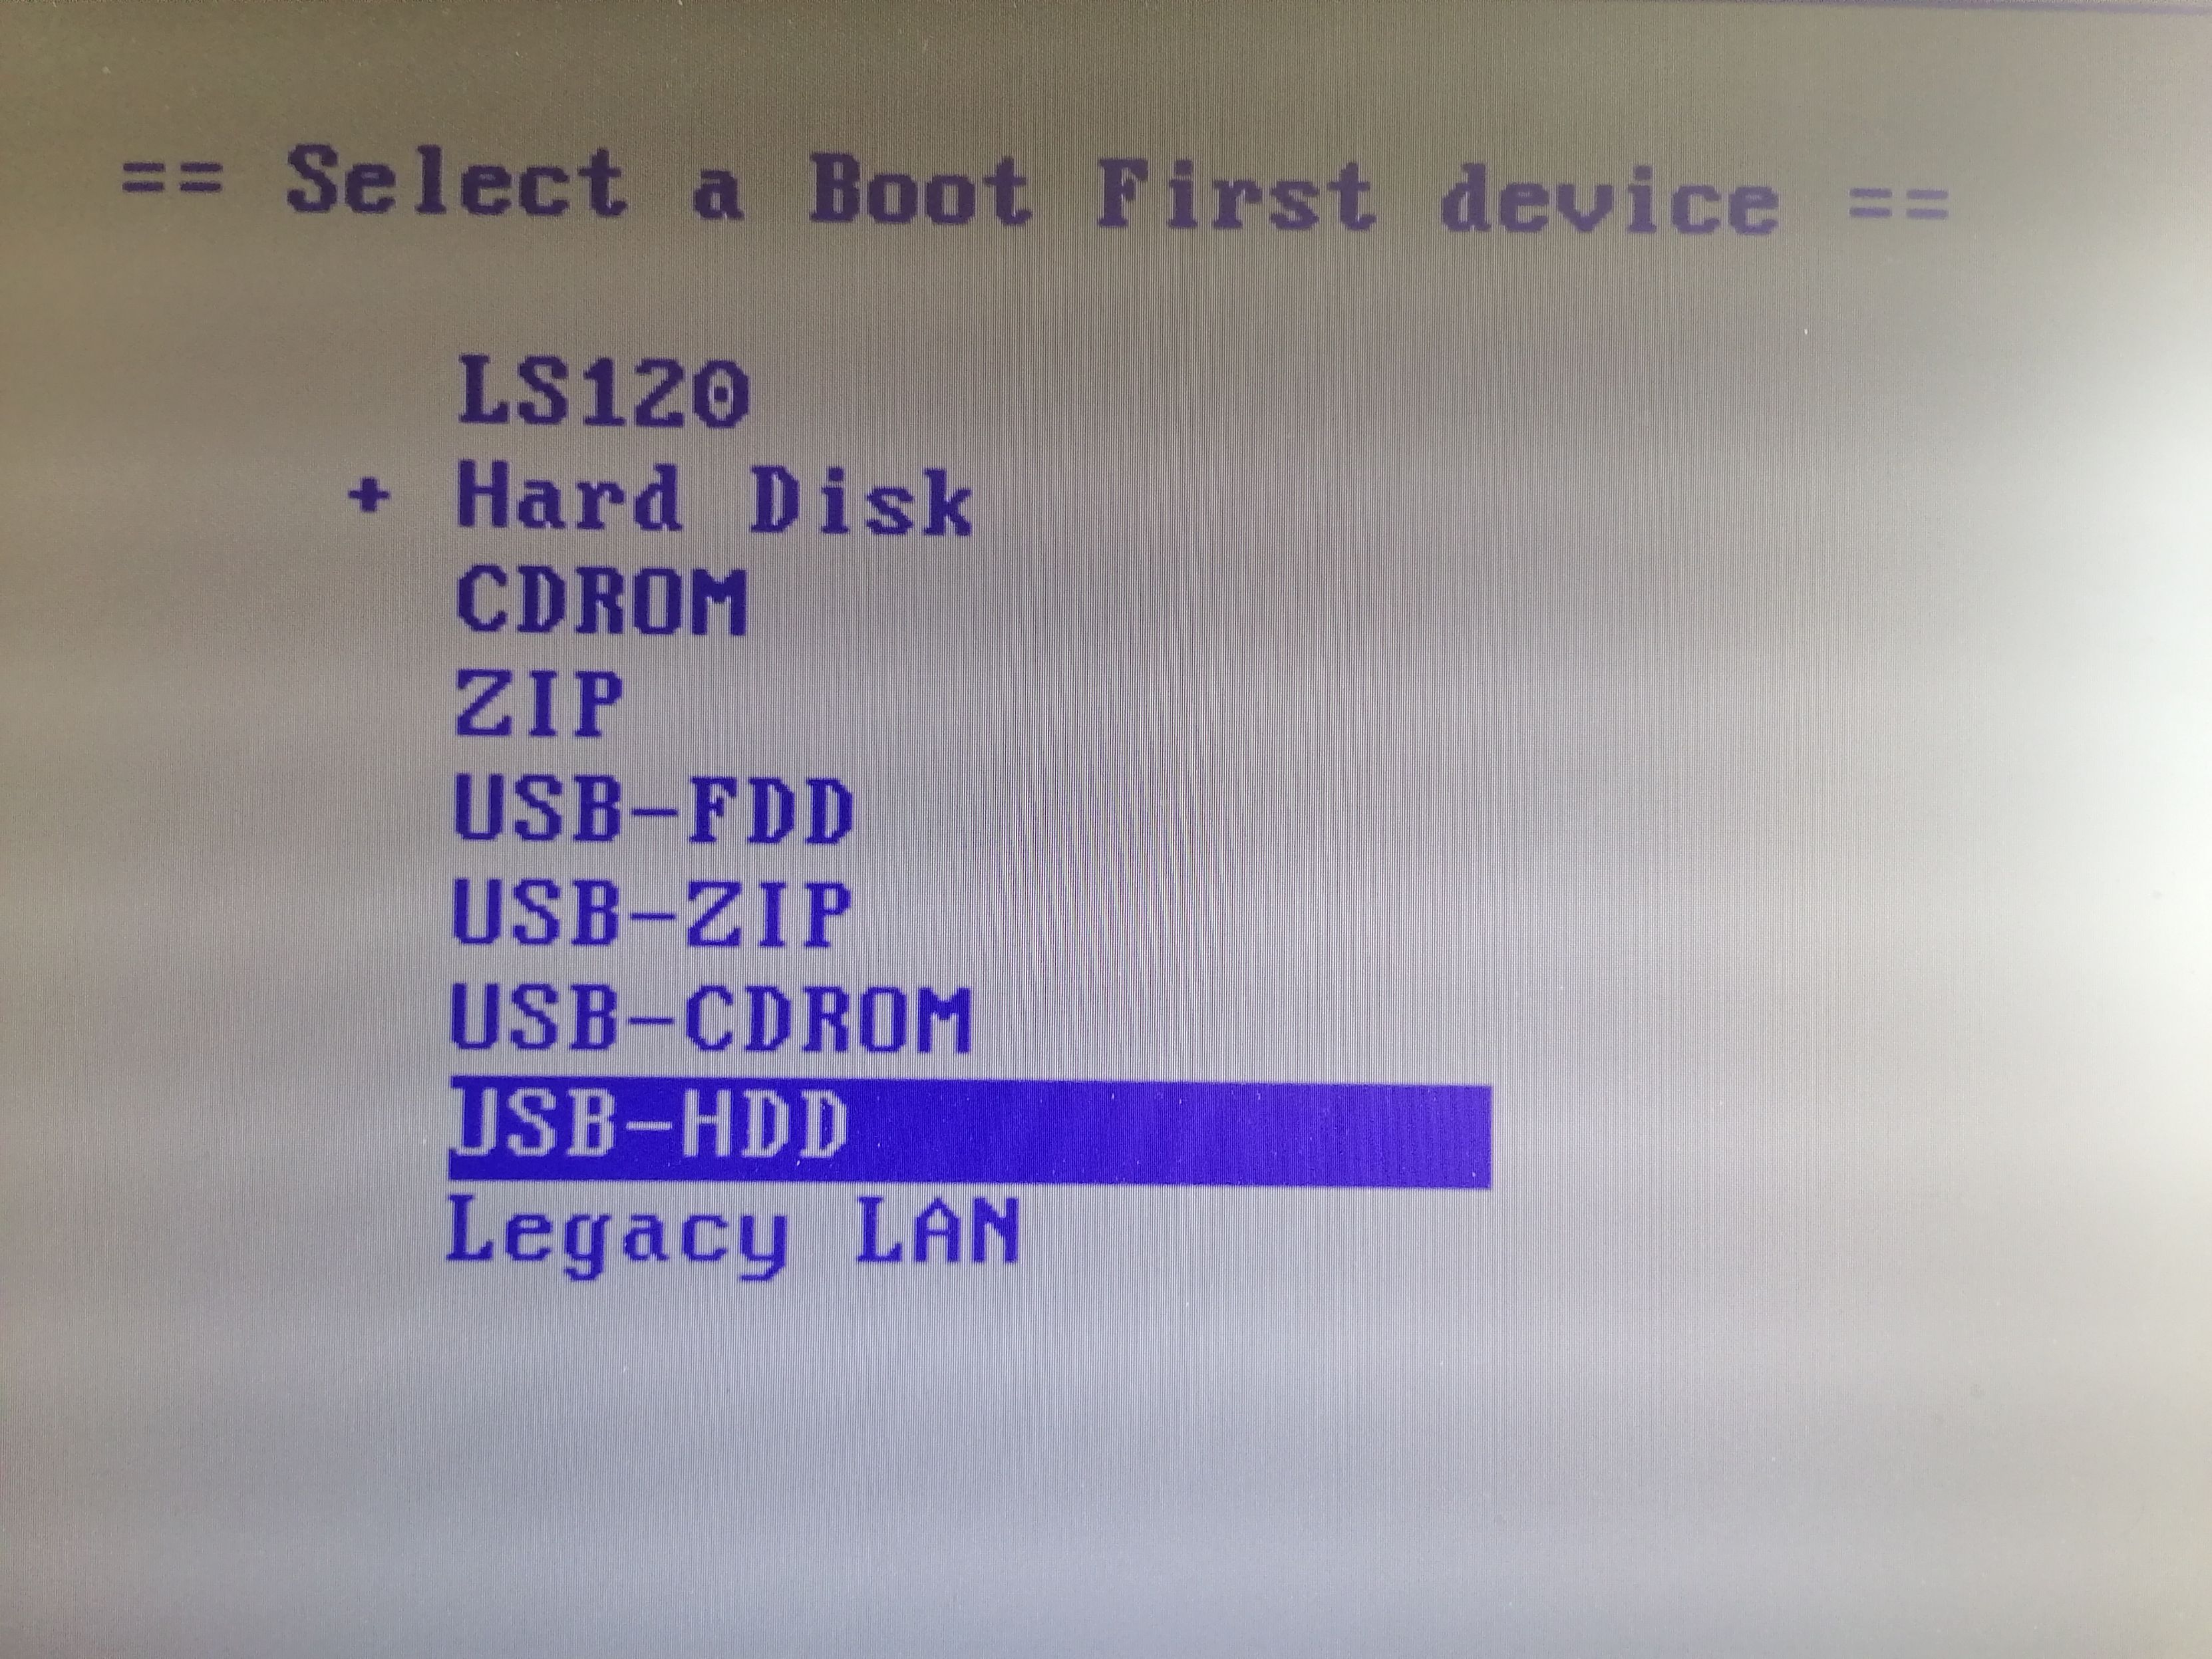 == Select a Boot First device ==
LS120
+ Hard Disk
CDROM
ZIP
USB-FDD
USB-ZIP
USB-CDROM
USB-HDD
Legacy LAN